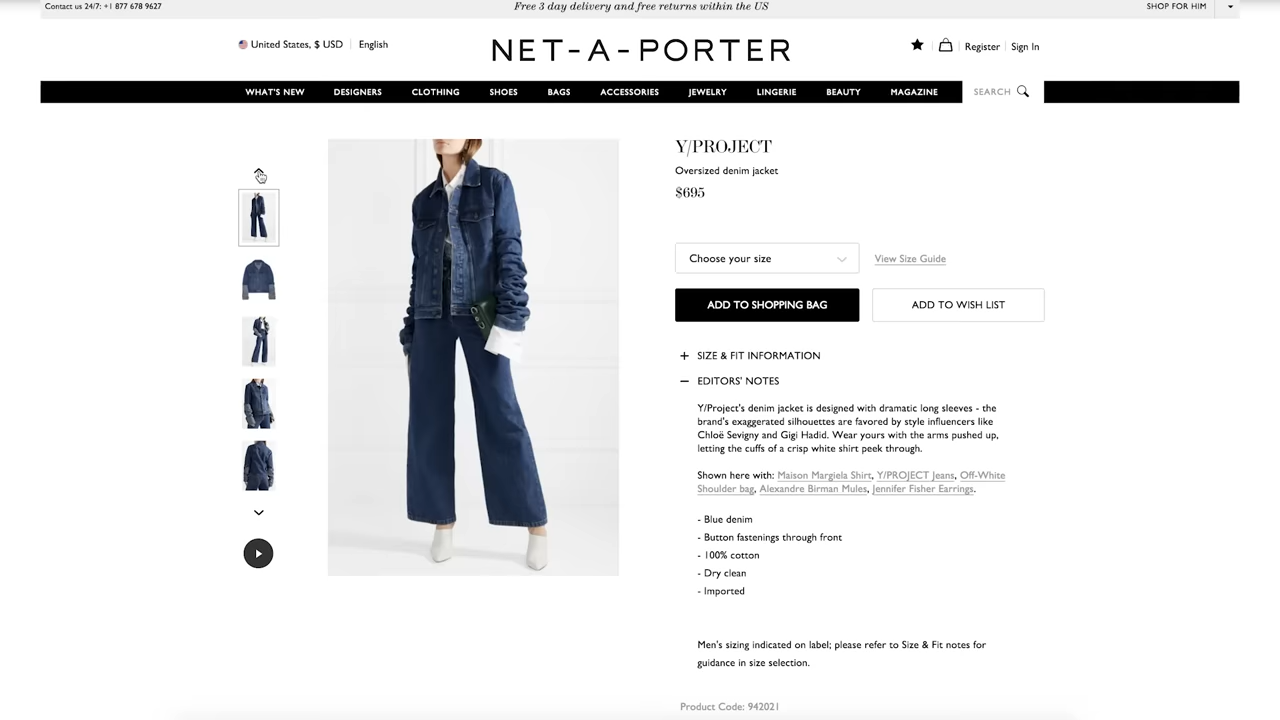 Contact us 24/7: +1 877 678 9627
Free 3 day delivery and free returns within the US
SHOP FOR HIM
United States, $ USD
English
NET-A-PORTER
Register
Sign In
WHAT'S NEW
DESIGNERS
CLOTHING
SHOES
BAGS
ACCESSORIES
JEWELRY
LINGERIE
BEAUTY
MAGAZINE
SEARCH
Y/PROJECT
Oversized denim jacket
$695
Choose your size
View Size Guide
ADD TO SHOPPING BAG
ADD TO WISH LIST
+ SIZE & FIT INFORMATION
— EDITORS' NOTES
Y/Project's denim jacket is designed with dramatic long sleeves - the
brand's exaggerated silhouettes are favored by style influencers like
Chloë Sevigny and Gigi Hadid. Wear yours with the arms pushed up,
letting the cuffs of a crisp white shirt peek through.
Shown here with: Maison Margiela Shirt, Y/PROJECT Jeans, Off-White
Shoulder bag, Alexandre Birman Mules, Jennifer Fisher Earrings.
- Blue denim
- Button fastenings through front
- 100% cotton
- Dry clean
- Imported
Men's sizing indicated on label; please refer to Size & Fit notes for
guidance in size selection.
Product Code: 942021